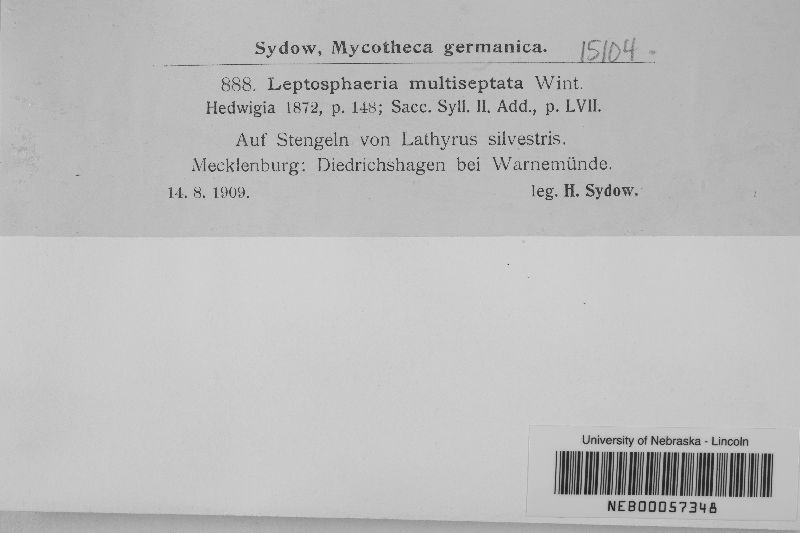 Sydow, Mycotheca germanica. 15104
888. Leptosphaeria multiseptata Wint.
Hedwigia 1872, p. 148; Sacc. Syll. II. Add., p. LVII.
Auf Stengeln von Lathyrus silvestris.
Mecklenburg: Diedrichshagen bei Warnemünde.
14. 8. 1909. leg. H. Sydow.
University of Nebraska - Lincoln
NEB00057348